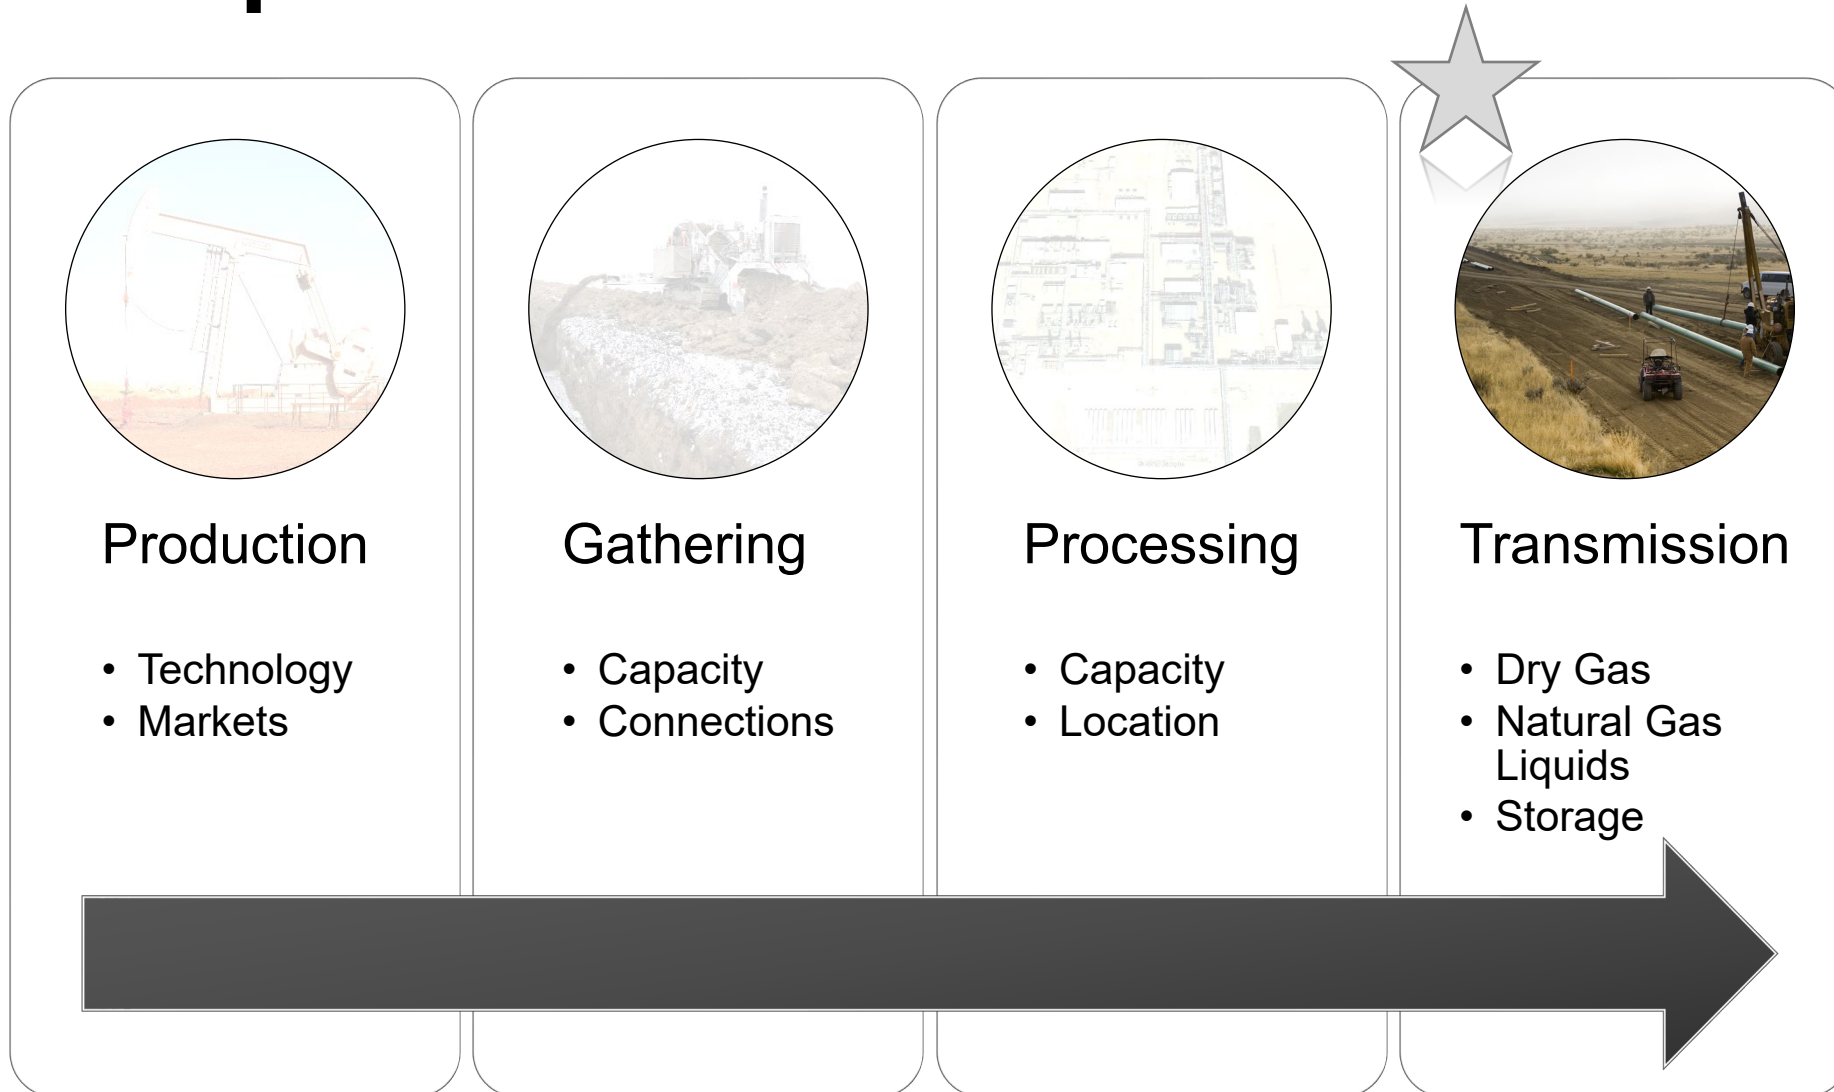 Production
• Technology
• Markets
Gathering
• Capacity
• Connections
Processing
• Capacity
• Location
Transmission
• Dry Gas
• Natural Gas
Liquids
• Storage